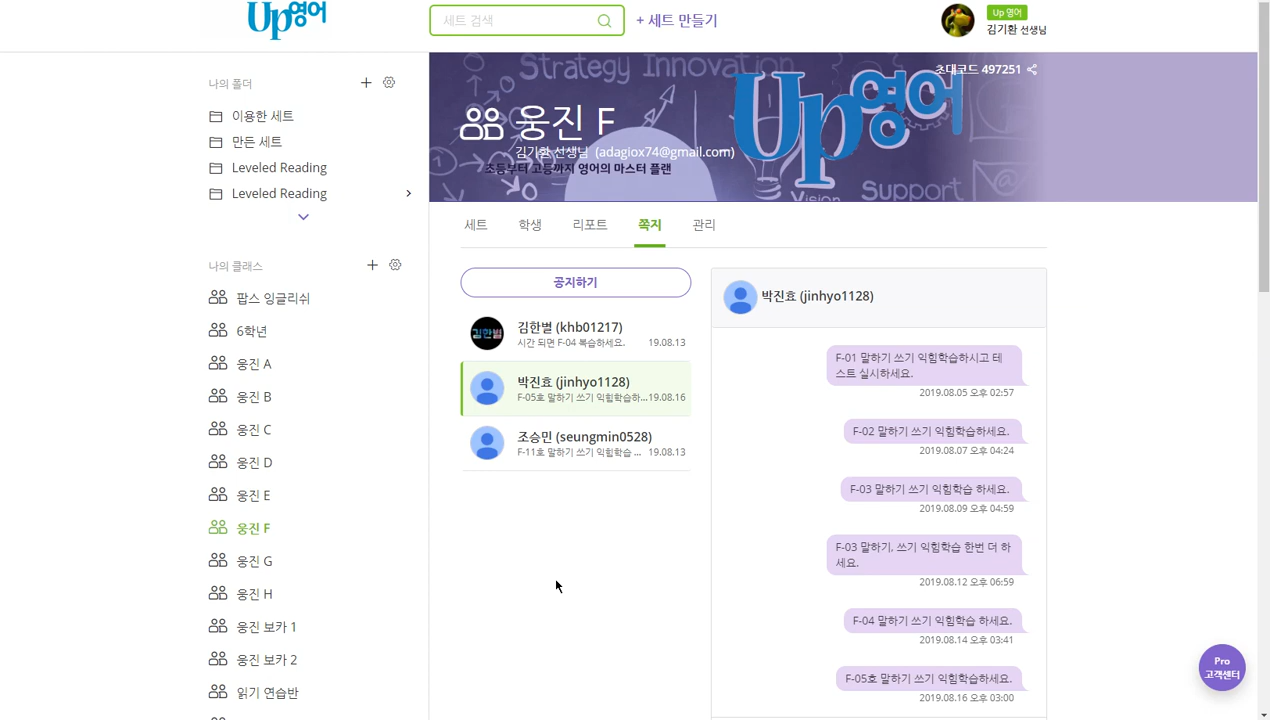 Up영어
세트 검색
+ 세트 만들기
Up 영어
김기환 선생님
나의 폴더
이용한 세트
만든 세트
Leveled Reading
Leveled Reading
나의 클래스
팝스 잉글리쉬
6학년
웅진 A
웅진 B
웅진 C
웅진 D
웅진 E
웅진 F
웅진 G
웅진 H
웅진 보카 1
웅진 보카 2
읽기 연습반
Strategy Innovation
초대코드 497251
Up영어
웅진 F
김기환 선생님 (adagiox74@gmail.com)
초등부터 고등까지 영어의 마스터 플랜
Vision
Support
세트
학생
리포트
쪽지
관리
공지하기
김한별 (khb01217)
시간 되면 F-04 복습하세요.
19.08.13
박진효 (jinhyo1128)
F-05호 말하기 쓰기 익힘학습하...
19.08.16
조승민 (seungmin0528)
F-11호 말하기 쓰기 익힘학습 ...
19.08.13
박진효 (jinhyo1128)
F-01 말하기 쓰기 익힘학습하시고 테
스트 실시하세요.
2019.08.05 오후 02:57
F-02 말하기 쓰기 익힘학습하세요.
2019.08.07 오후 04:24
F-03 말하기 쓰기 익힘학습 하세요.
2019.08.09 오후 04:59
F-03 말하기, 쓰기 익힘학습 한번 더 하
세요.
2019.08.12 오후 06:59
F-04 말하기 쓰기 익힘학습 하세요.
2019.08.14 오후 03:41
F-05호 말하기 쓰기 익힘학습하세요.
2019.08.16 오후 03:00
Pro
고객센터